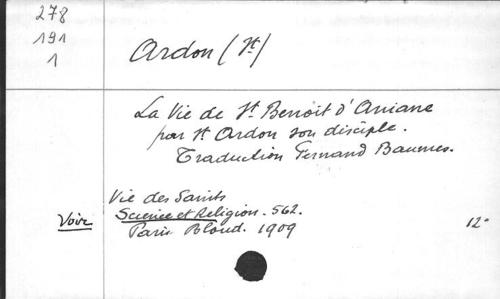 278
191
1
Ardon (St)
La Vie de St Benoit d'Aniane
par St Ardon son disciple.
Traduction Fernand Baumes.
Vie des Saints
Voir Science et Religion. 562.
Paris Bloud. 1909 12°